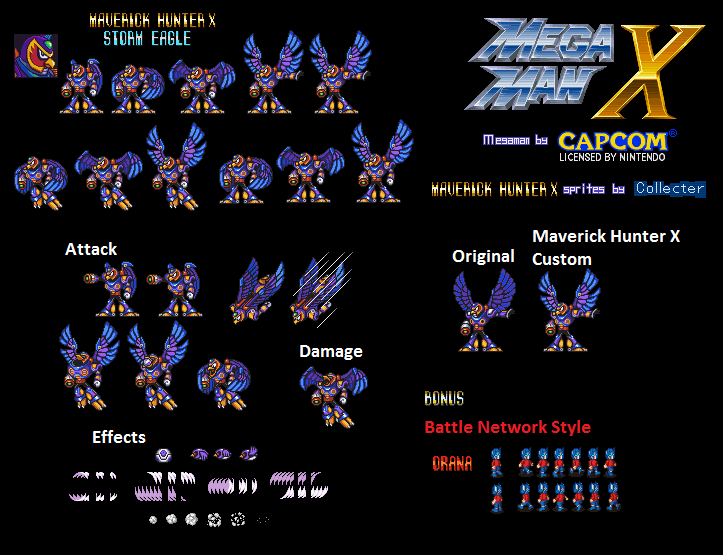 MAVERICK HUNTER X
STORM EAGLE
MEGA
MAN X
Megaman by CAPCOM®
LICENSED BY NINTENDO
MAVERICK HUNTER X sprites by Collecter
Attack
Original
Maverick Hunter X
Custom
Damage
BONUS
Battle Network Style
Effects
ORANA